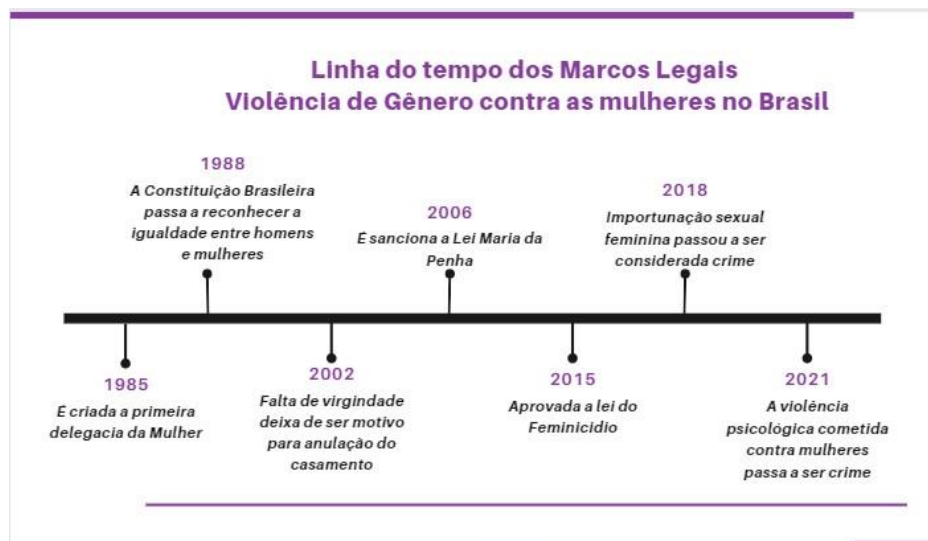 Linha do tempo dos Marcos Legais
Violência de Gênero contra as mulheres no Brasil
1988
A Constituição Brasileira
passa a reconhecer a
igualdade entre homens
e mulheres
2006
É sanciona a Lei Maria da
Penha
2018
Importunação sexual
feminina passou a ser
considerada crime
1985
É criada a primeira
delegacia da Mulher
2002
Falta de virgindade
deixa de ser motivo
para anulação do
casamento
2015
Aprovada a lei do
Feminicidio
2021
A violência
psicológica cometida
contra mulheres
passa a ser crime